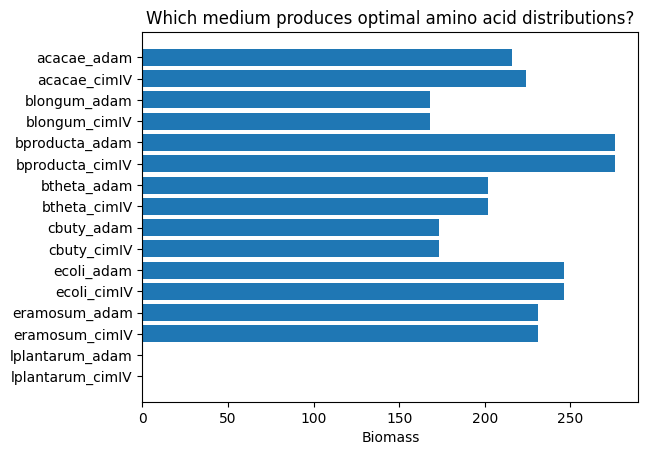 Which medium produces optimal amino acid distributions?
acacae_adam
acacae_cimIV
blongum_adam
blongum_cimIV
bproducta_adam
bproducta_cimIV
btheta_adam
btheta_cimIV
cbuty_adam
cbuty_cimIV
ecoli_adam
ecoli_cimIV
eramosum_adam
eramosum_cimIV
lplantarum_adam
lplantarum_cimIV
0 50 100 150 200 250
Biomass